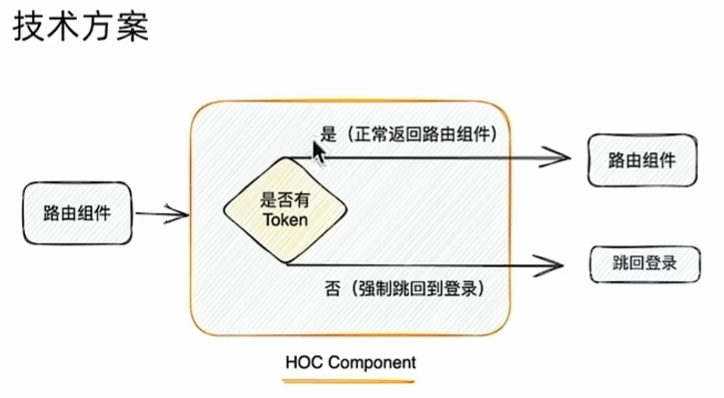 技术方案
是（正常返回路由组件）
路由组件
是否有
Token
路由组件
跳回登录
否（强制跳回到登录）
HOC Component